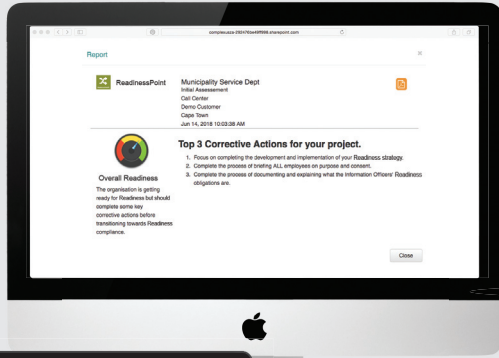 complexusza-292476ae49ff988.sharepoint.com
Report
ReadinessPoint
Municipality Service Dept
Initial Assessement
Call Center
Demo Customer
Cape Town
Jun 14, 2018 10:03:38 AM
Overall Readiness
The organisation is getting
ready for Readiness but should
complete some key
corrective actions before
transitioning towards Readiness
compliance.
Top 3 Corrective Actions for your project.
1. Focus on completing the development and implementation of your Readiness strategy.
2. Complete the process of briefing ALL employees on purpose and consent.
3. Complete the process of documenting and explaining what the Information Officers' Readiness
obligations are.
Close